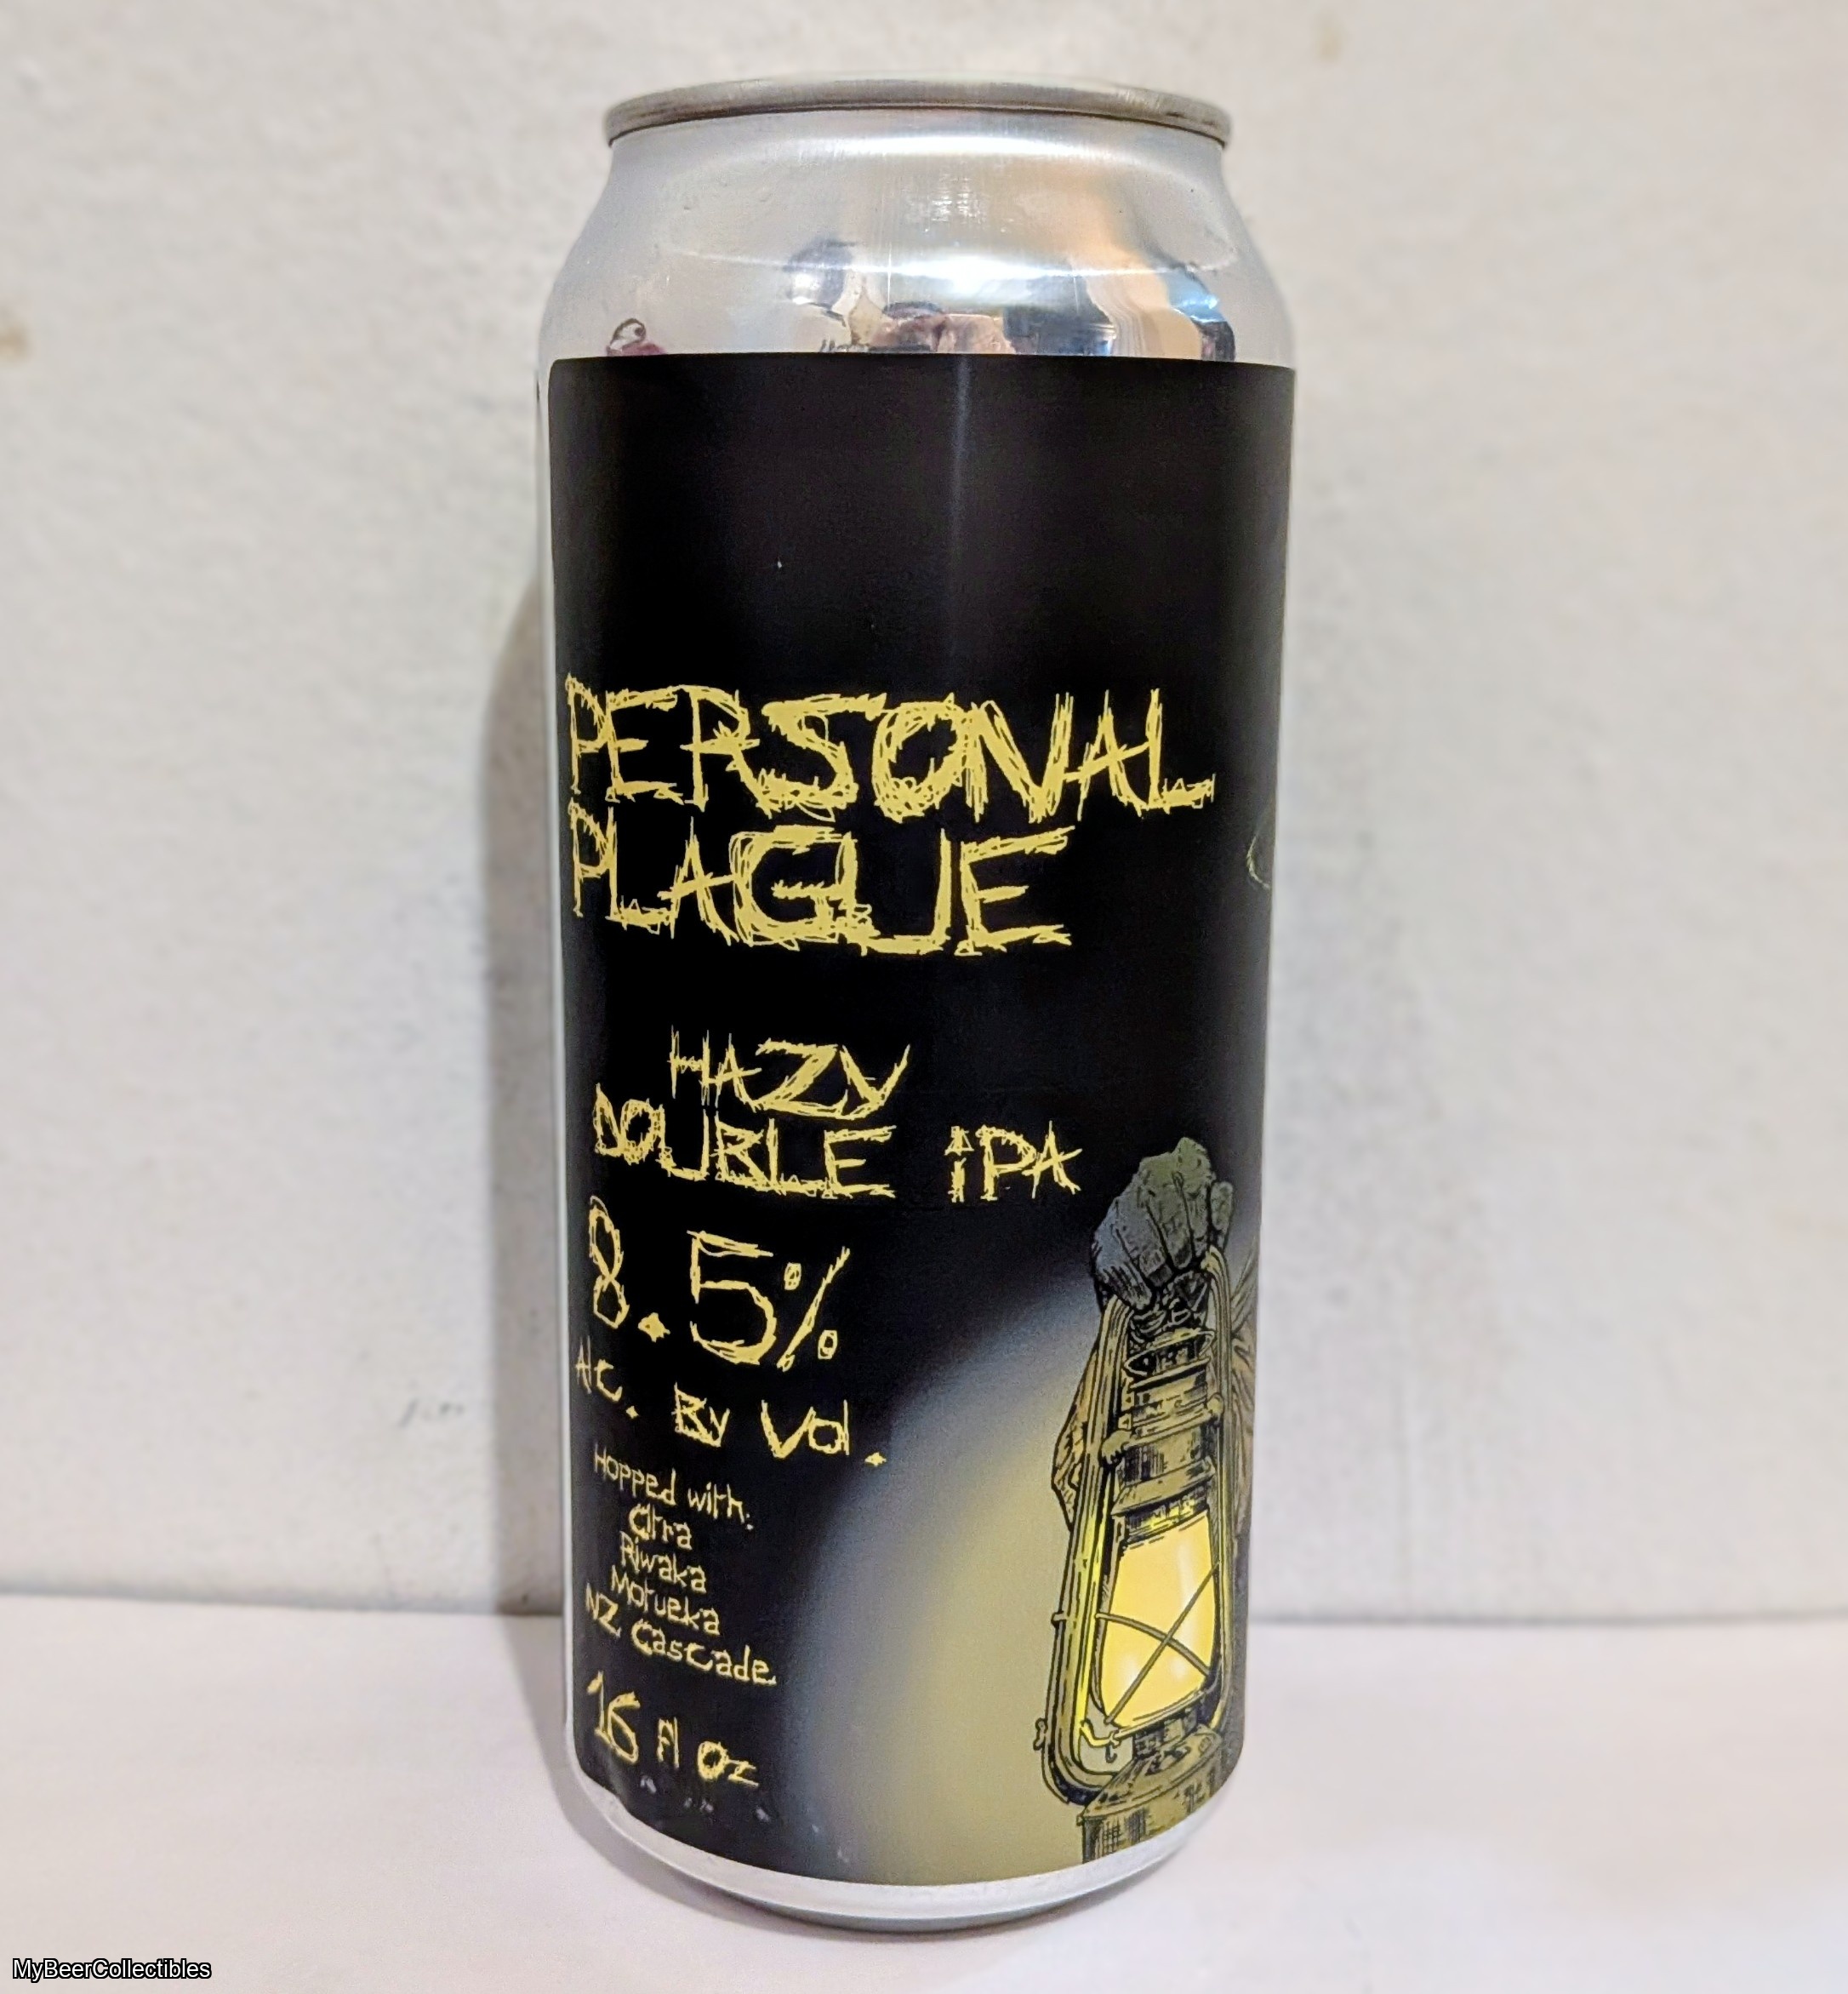 PERSONAL
PLAGUE
HAZY
DOUBLE iPA
8.5%
Alc. By Vol.
Hopped with:
Citra
Riwaka
Motueka
NZ Cascade
16 fl Oz
MyBeerCollectibles